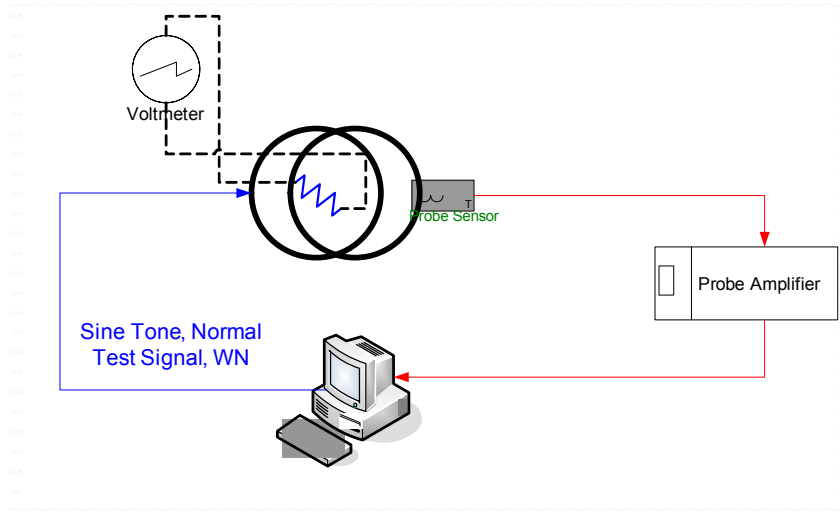 Voltmeter
T
Probe Sensor
Probe Amplifier
Sine Tone, Normal
Test Signal, WN